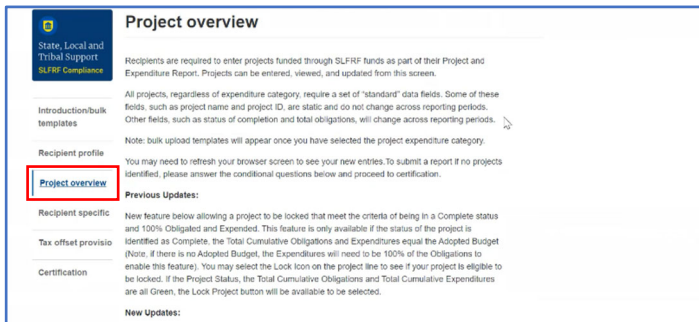 Project overview
State, Local and
Tribal Support
SLFRF Compliance
Recipients are required to enter projects funded through SLFRF funds as part of their Project and
Expenditure Report. Projects can be entered, viewed, and updated from this screen.
All projects, regardless of expenditure category, require a set of "standard" data fields. Some of these
fields, such as project name and project ID, are static and do not change across reporting periods.
Other fields, such as status of completion and total obligations, will change across reporting periods.
Note: bulk upload templates will appear once you have selected the project expenditure category.
You may need to refresh your browser screen to see your new entries.To submit a report if no projects
identified, please answer the conditional questions below and proceed to certification.
Previous Updates:
New feature below allowing a project to be locked that meet the criteria of being in a Complete status
and 100% Obligated and Expended. This feature is only available if the status of the project is
identified as Complete, the Total Cumulative Obligations and Expenditures equal the Adopted Budget
(Note, if there is no Adopted Budget, the Expenditures will need to be 100% of the Obligations to
enable this feature). You may select the Lock Icon on the project line to see if your project is eligible to
be locked. If the Project Status, the Total Cumulative Obligations and Total Cumulative Expenditures
are all Green, the Lock Project button will be available to be selected.
New Updates:
Introduction/bulk
templates
Recipient profile
Project overview
Recipient specific
Tax offset provisio
Certification